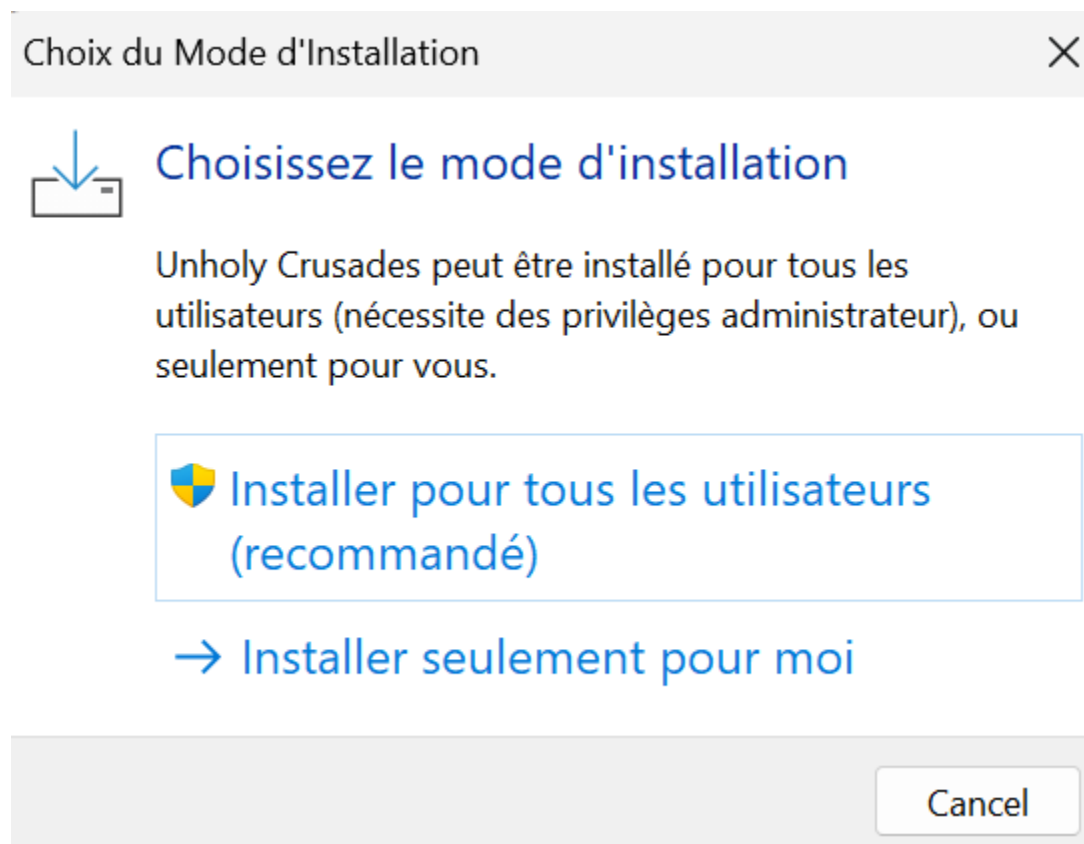 Choix du Mode d'Installation
Choisissez le mode d'installation
Unholy Crusades peut être installé pour tous les
utilisateurs (nécessite des privilèges administrateur), ou
seulement pour vous.
Installer pour tous les utilisateurs
(recommandé)
Installer seulement pour moi
Cancel